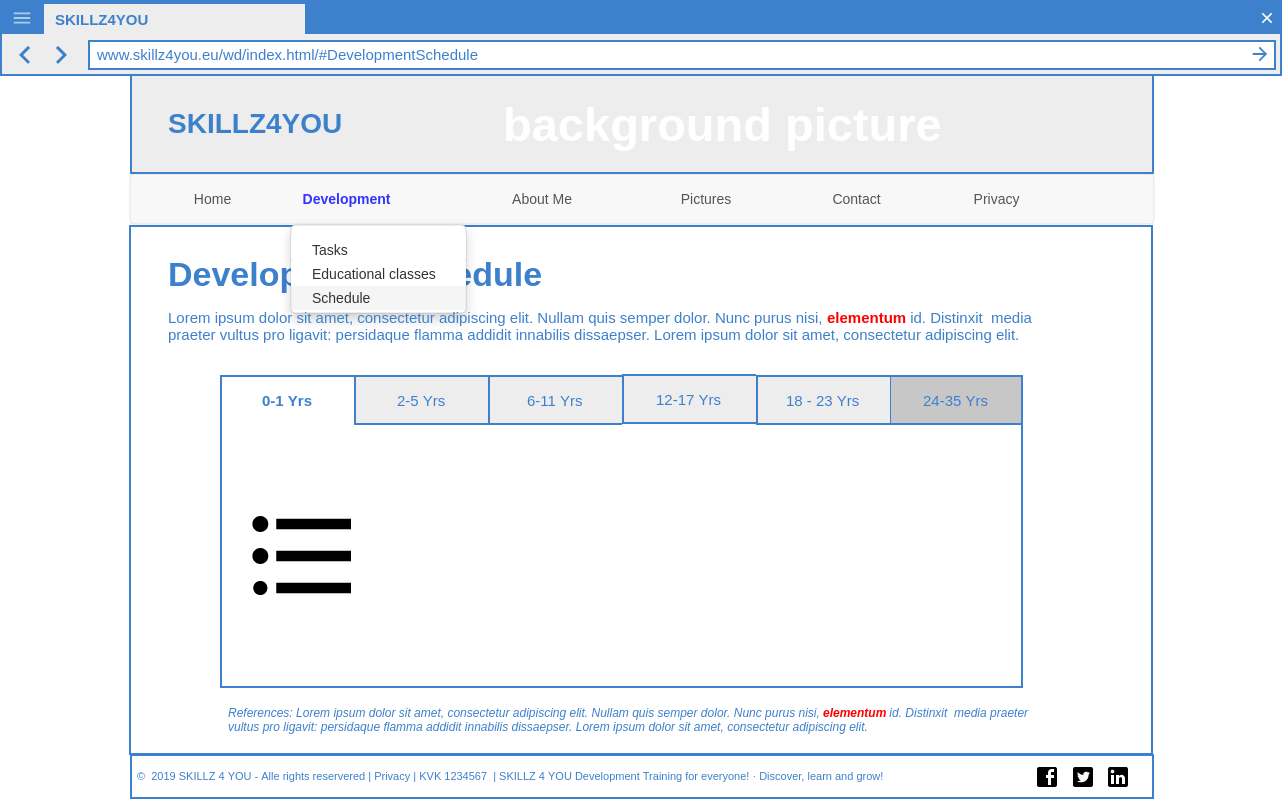 SKILLZ4YOU
www.skillz4you.eu/wd/index.html/#DevelopmentSchedule
SKILLZ4YOU
background picture
Home Development About Me Pictures Contact Privacy
Tasks
Educational classes
Schedule
Lorem ipsum dolor sit amet, consectetur adipiscing elit. Nullam quis semper dolor. Nunc purus nisi, elementum id. Distinxit  media
praeter vultus pro ligavit: persidaque flamma addidit innabilis dissaepser. Lorem ipsum dolor sit amet, consectetur adipiscing elit.
0-1 Yrs 2-5 Yrs 6-11 Yrs 12-17 Yrs 18 - 23 Yrs 24-35 Yrs
References: Lorem ipsum dolor sit amet, consectetur adipiscing elit. Nullam quis semper dolor. Nunc purus nisi, elementum id. Distinxit  media praeter
vultus pro ligavit: persidaque flamma addidit innabilis dissaepser. Lorem ipsum dolor sit amet, consectetur adipiscing elit.
©  2019 SKILLZ 4 YOU - Alle rights reservered | Privacy | KVK 1234567  | SKILLZ 4 YOU Development Training for everyone! · Discover, learn and grow!